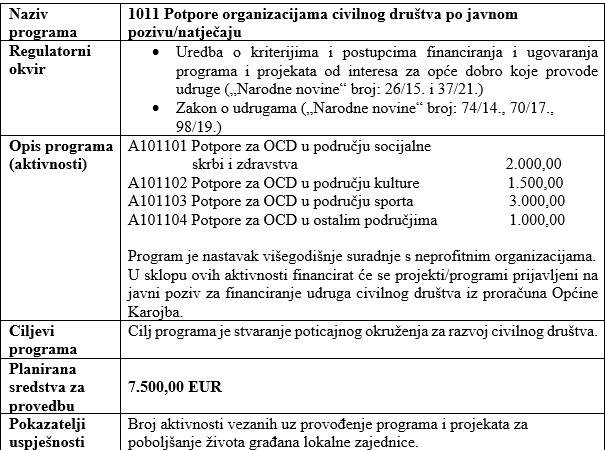 Naziv programa
1011 Potpore organizacijama civilnog društva po javnom
pozivu/natječaju
Regulatorni
okvir
• Uredba o kriterijima i postupcima financiranja i ugovaranja
programa i projekata od interesa za opće dobro koje provode
udruge („Narodne novine“ broj: 26/15. i 37/21.)
• Zakon o udrugama („Narodne novine“ broj: 74/14., 70/17.,
98/19.)
Opis programa
(aktivnosti)
A101101 Potpore za OCD u području socijalne
skrbi i zdravstva 2.000,00
A101102 Potpore za OCD u području kulture 1.500,00
A101103 Potpore za OCD u području sporta 3.000,00
A101104 Potpore za OCD u ostalim područjima 1.000,00
Program je nastavak višegodišnje suradnje s neprofitnim organizacijama.
U sklopu ovih aktivnosti financirat će se projekti/programi prijavljeni na
javni poziv za financiranje udruga civilnog društva iz proračuna Općine
Karojba.
Ciljevi
programa
Cilj programa je stvaranje poticajnog okruženja za razvoj civilnog društva.
Planirana
sredstva za
provedbu
7.500,00 EUR
Pokazatelji
uspješnosti
Broj aktivnosti vezanih uz provođenje programa i projekata za
poboljšanje života građana lokalne zajednice.